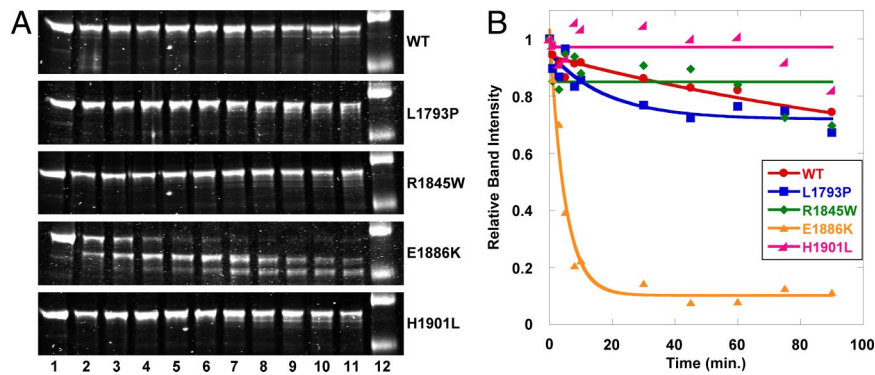 A
WT
L1793P
R1845W
E1886K
H1901L
1 2 3 4 5 6 7 8 9 10 11 12
B
Relative Band Intensity
1
0.8
0.6
0.4
0.2
0
WT
L1793P
R1845W
E1886K
H1901L
0 20 40 60 80 100
Time (min.)